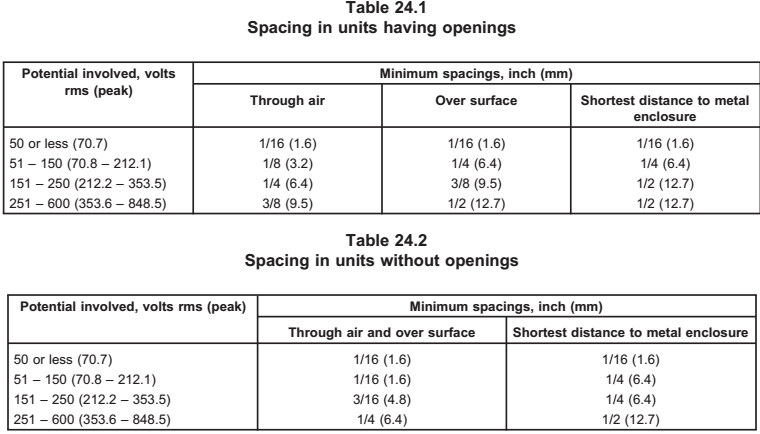 Table 24.1
Spacing in units having openings
Potential involved, volts rms (peak) Minimum spacings, inch (mm)
Through air Over surface Shortest distance to metal enclosure
50 or less (70.7) 1/16 (1.6) 1/16 (1.6) 1/16 (1.6)
51 – 150 (70.8 – 212.1) 1/8 (3.2) 1/4 (6.4) 1/4 (6.4)
151 – 250 (212.2 – 353.5) 1/4 (6.4) 3/8 (9.5) 1/2 (12.7)
251 – 600 (353.6 – 848.5) 3/8 (9.5) 1/2 (12.7) 1/2 (12.7)
Table 24.2
Spacing in units without openings
Potential involved, volts rms (peak) Minimum spacings, inch (mm)
Through air and over surface Shortest distance to metal enclosure
50 or less (70.7) 1/16 (1.6) 1/16 (1.6)
51 – 150 (70.8 – 212.1) 1/16 (1.6) 1/4 (6.4)
151 – 250 (212.2 – 353.5) 3/16 (4.8) 1/4 (6.4)
251 – 600 (353.6 – 848.5) 1/4 (6.4) 1/2 (12.7)